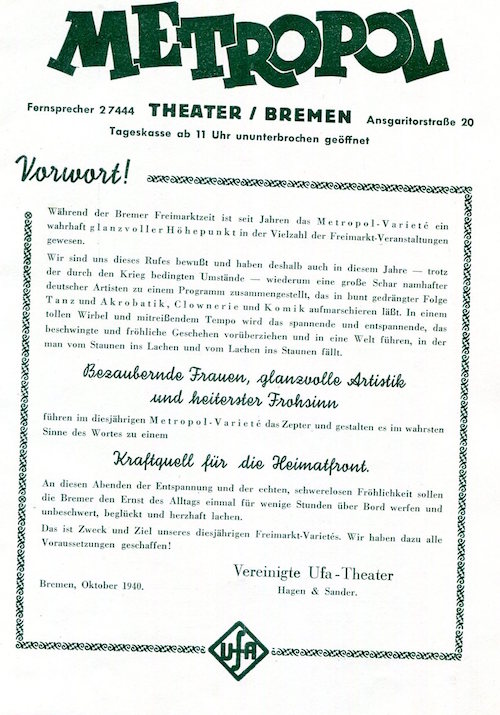 METROPOL
Fernsprecher 27444 THEATER / BREMEN Ansgaritorstraße 20
Tageskasse ab 11 Uhr ununterbrochen geöffnet
Vorwort!
Während der Bremer Freimarktzeit ist seit Jahren das Metropol-Varieté ein
wahrhaft glanzvoller Höhepunkt in der Vielzahl der Freimarkt-Veranstaltungen
gewesen.
Wir sind uns dieses Rufes bewußt und haben deshalb auch in diesem Jahre — trotz
der durch den Krieg bedingten Umstände — wiederum eine große Schar namhafter
deutscher Artisten zu einem Programm zusammengestellt, das in bunt gedrängter Folge
Tanz und Akrobatik, Clownerie und Komik aufmarschieren läßt. In einem
tollen Wirbel und mitreißendem Tempo wird das spannende und entspannende, das
beschwingte und fröhliche Geschehen vorüberziehen und in eine Welt führen, in der
man vom Staunen ins Lachen und vom Lachen ins Staunen fällt.
Bezaubernde Frauen, glanzvolle Artistik
und heiterster Frohsinn
führen im diesjährigen Metropol-Varieté das Zepter und gestalten es im wahrsten
Sinne des Wortes zu einem
Kraftquell für die Heimatfront.
An diesen Abenden der Entspannung und der echten, schwerelosen Fröhlichkeit sollen
die Bremer den Ernst des Alltags einmal für wenige Stunden über Bord werfen und
unbeschwert, beglückt und herzhaft lachen.
Das ist Zweck und Ziel unseres diesjährigen Freimarkt-Varietés. Wir haben dazu alle
Voraussetzungen geschaffen!
Vereinigte Ufa-Theater
Bremen, Oktober 1940.
Hagen & Sander.
UFA